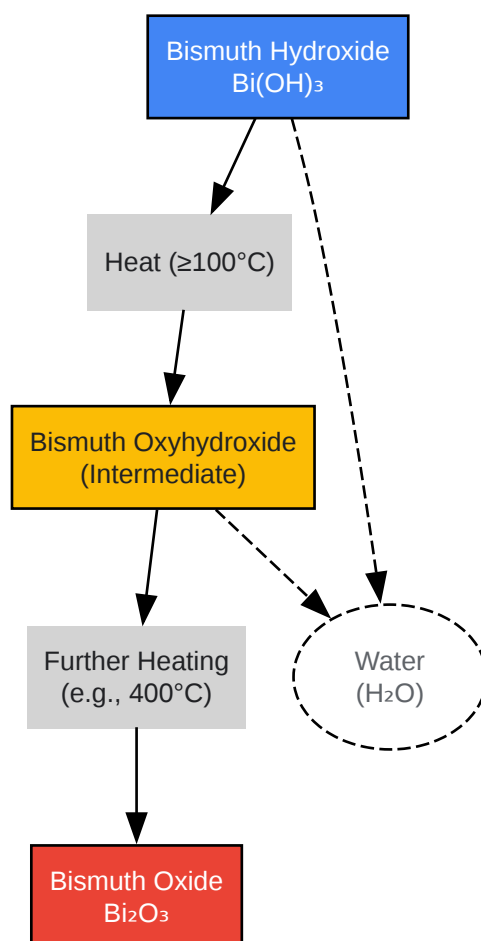 Bismuth Hydroxide
Bi(OH)₃
Heat (≥100°C)
Bismuth Oxyhydroxide
(Intermediate)
Further Heating
(e.g., 400°C)
Water
(H₂O)
Bismuth Oxide
Bi₂O₃